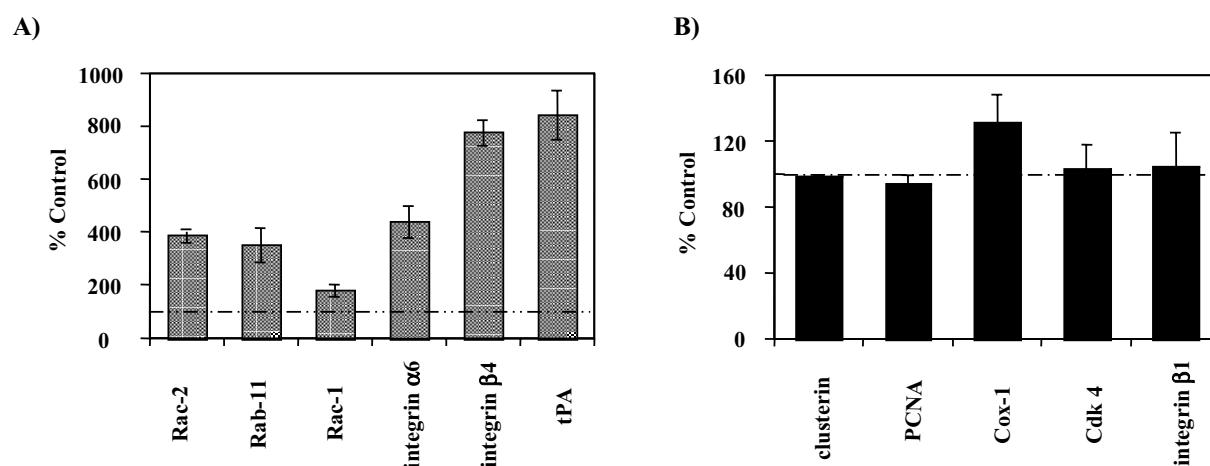 A)
% Control
1000
800
600
400
200
0
Rac-2
Rab-11
Rac-1
integrin α6
integrin β4
tPA
B)
% Control
160
120
80
40
0
clusterin
PCNA
Cox-1
Cdk 4
integrin β1